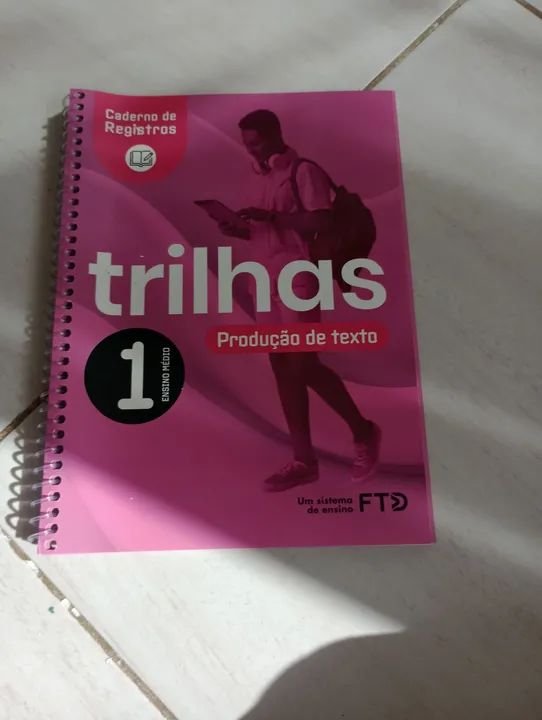 Caderno de
Registros
trilhas
Produção de texto
1
ENSINO MÉDIO
Um sistema
de ensino
FTD